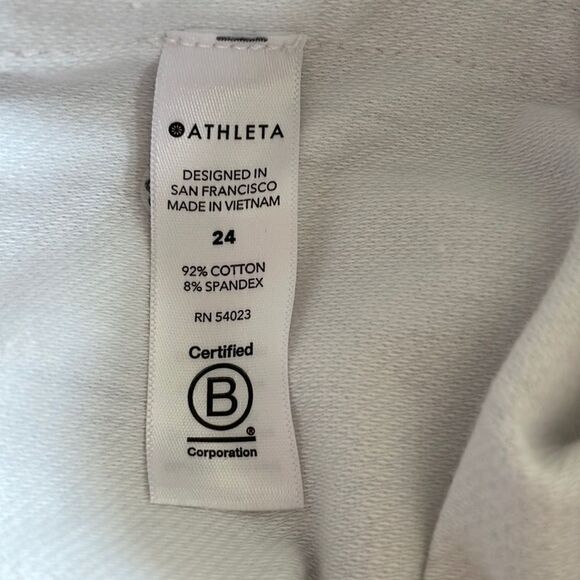 ATHLETA
DESIGNED IN
SAN FRANCISCO
MADE IN VIETNAM
24
92% COTTON
8% SPANDEX
RN 54023
Certified
B
®
Corporation